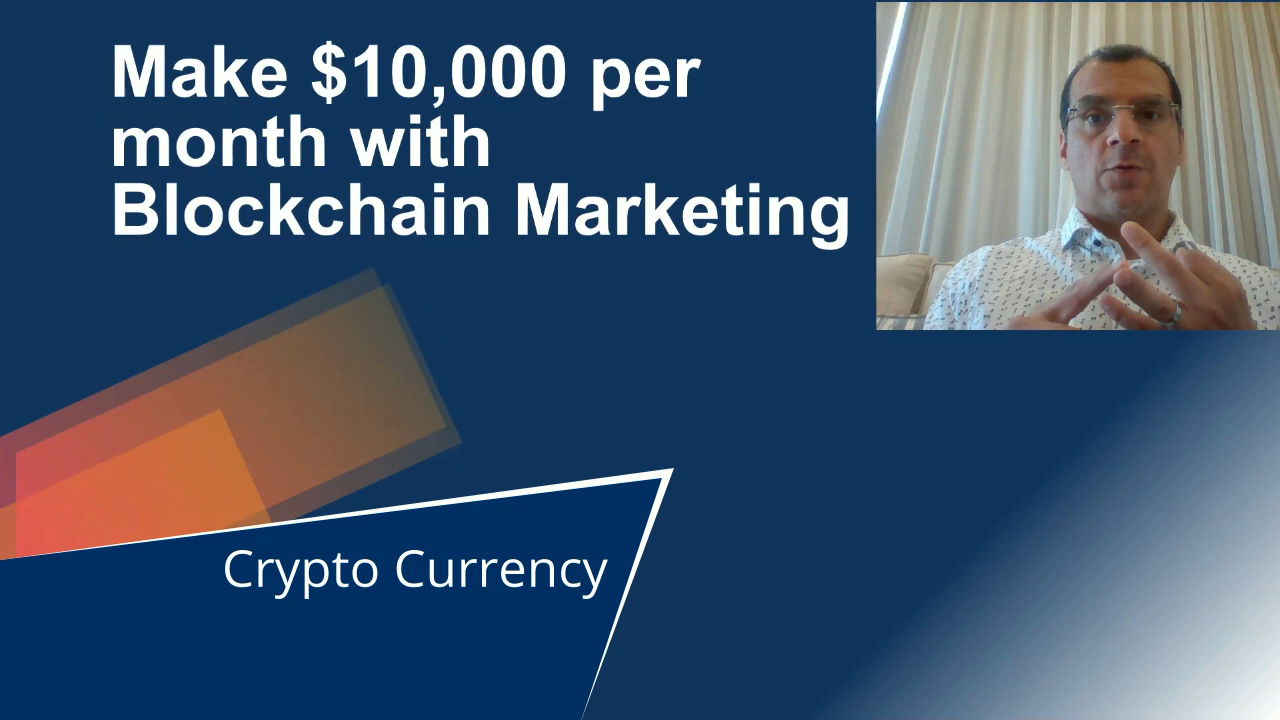 Make $10,000 per
month with
Blockchain Marketing
Crypto Currency